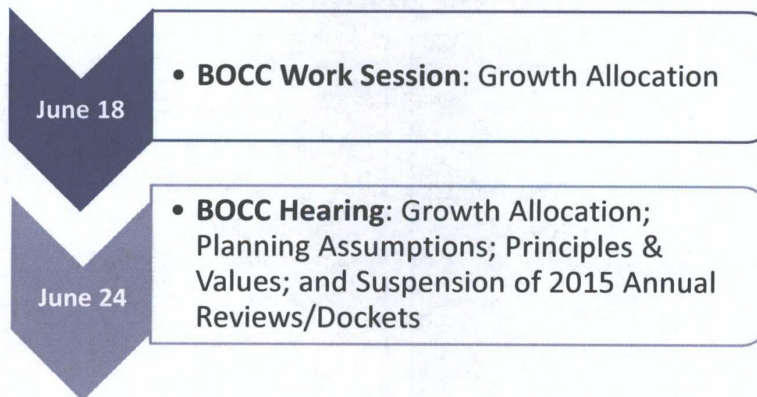 June 18
• BOCC Work Session: Growth Allocation
June 24
• BOCC Hearing: Growth Allocation;
Planning Assumptions; Principles &
Values; and Suspension of 2015 Annual
Reviews/Dockets